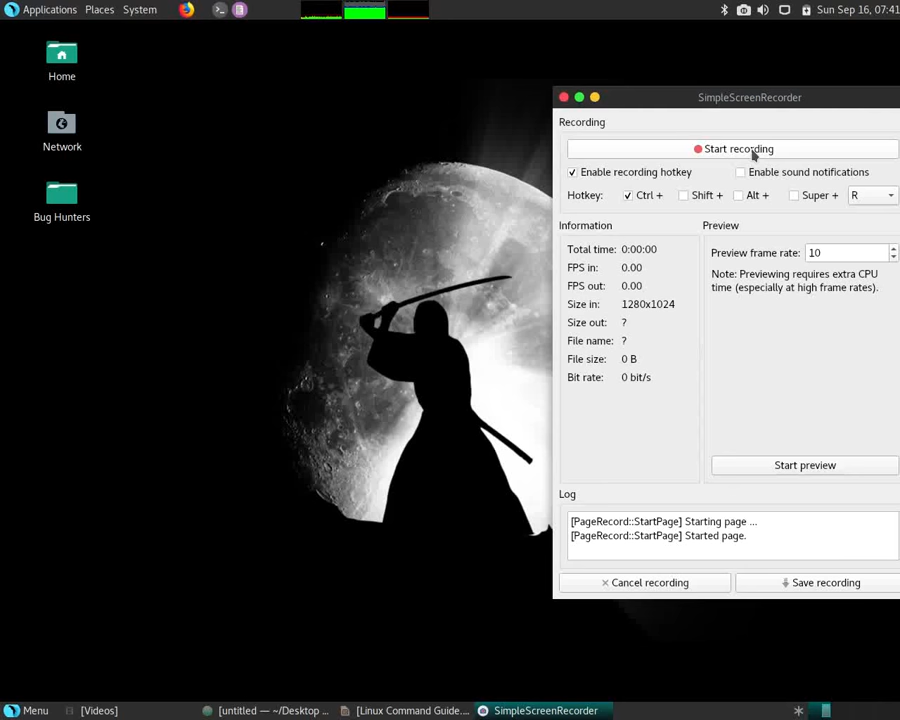 Applications Places System
Sun Sep 16, 07:41
Home
Network
Bug Hunters
SimpleScreenRecorder
Recording
Start recording
Enable recording hotkey
Enable sound notifications
Hotkey: Ctrl + Shift + Alt + Super + R
Information
Preview
Total time: 0:00:00
Preview frame rate: 10
FPS in: 0.00
Note: Previewing requires extra CPU
time (especially at high frame rates).
FPS out: 0.00
Size in: 1280x1024
Size out: ?
File name: ?
File size: 0 B
Bit rate: 0 bit/s
Start preview
Log
[PageRecord::StartPage] Starting page ...
[PageRecord::StartPage] Started page.
Cancel recording
Save recording
Menu [Videos] [untitled — ~/Desktop ... [Linux Command Guide.... SimpleScreenRecorder